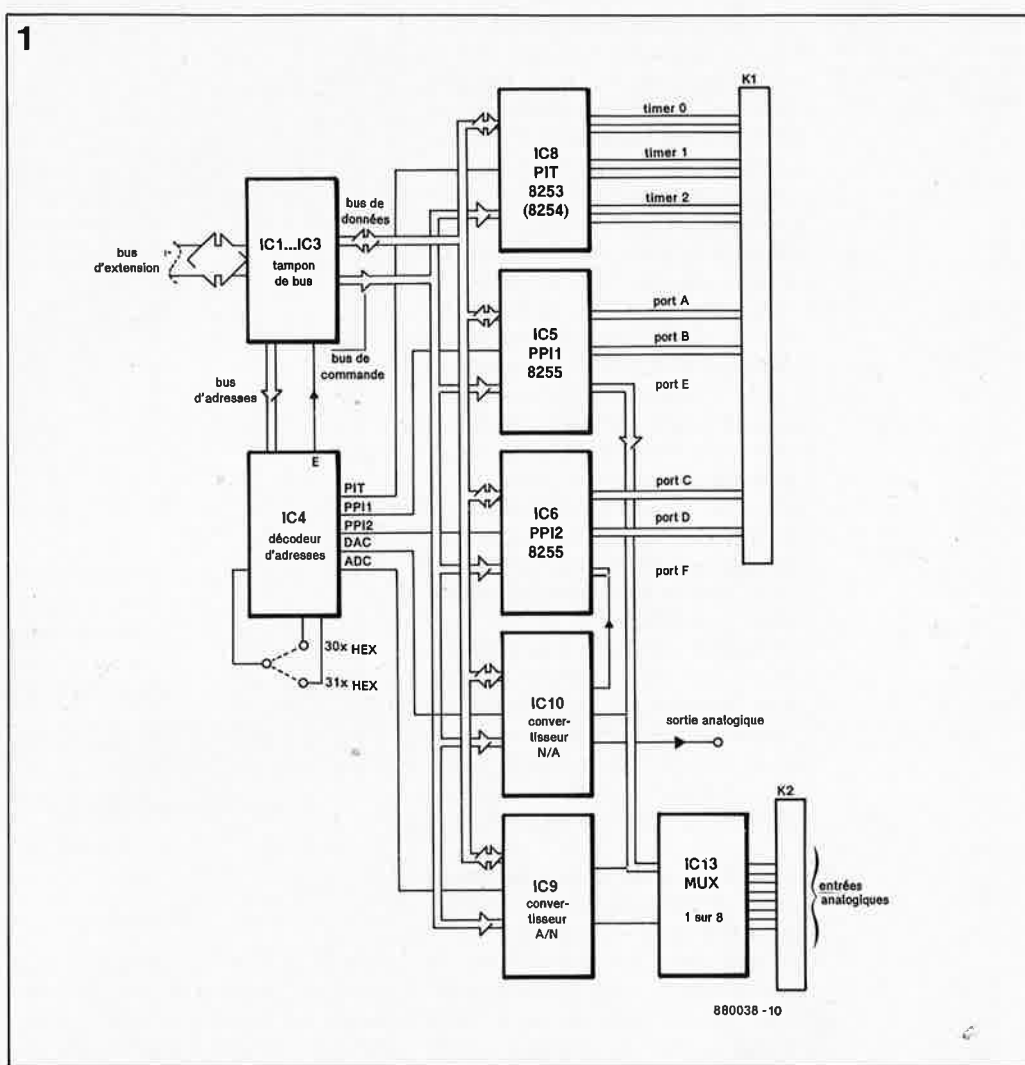 1
K1
timer 0
IC8
PIT
8253
(8254)
timer 1
timer 2
bus
d'extension
IC1...IC3
tampon
de bus
bus de
données
bus de
commande
bus
d'adresses
IC5
PPI1
8255
port A
port B
port E
E
IC4
décodeur
d'adresses
PIT
PPI1
PPI2
DAC
ADC
30x HEX
31x HEX
IC6
PPI2
8255
port C
port D
port F
IC10
conver-
tisseur
N/A
sortie analogique
IC9
conver-
tisseur
A/N
IC13
MUX
1 sur 8
K2
entrées
analogiques
880038 - 10